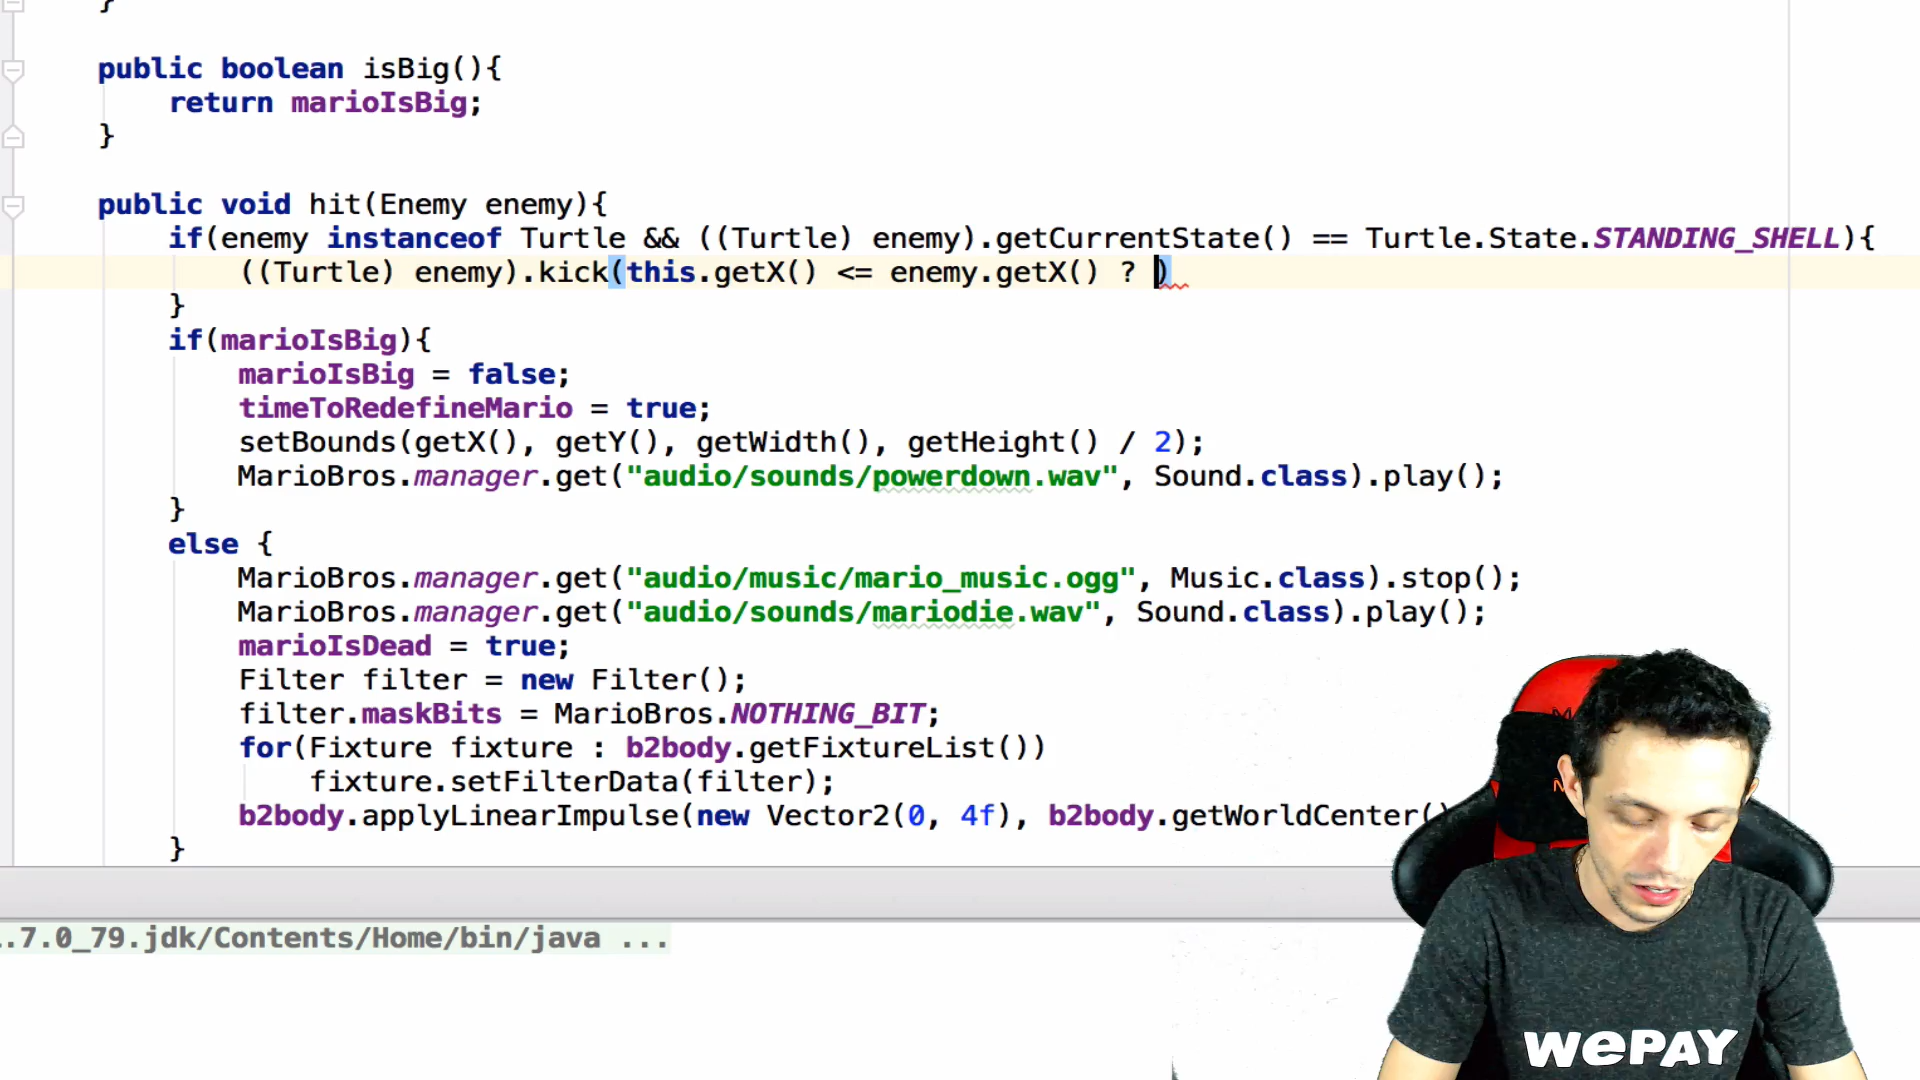 }
public boolean isBig(){
return marioIsBig;
}
public void hit(Enemy enemy){
if(enemy instanceof Turtle && ((Turtle) enemy).getCurrentState() == Turtle.State.STANDING_SHELL){
((Turtle) enemy).kick(this.getX() <= enemy.getX() ? )
}
if(marioIsBig){
marioIsBig = false;
timeToRedefineMario = true;
setBounds(getX(), getY(), getWidth(), getHeight() / 2);
MarioBros.manager.get("audio/sounds/powerdown.wav", Sound.class).play();
}
else {
MarioBros.manager.get("audio/music/mario_music.ogg", Music.class).stop();
MarioBros.manager.get("audio/sounds/mariodie.wav", Sound.class).play();
marioIsDead = true;
Filter filter = new Filter();
filter.maskBits = MarioBros.NOTHING_BIT;
for(Fixture fixture : b2body.getFixtureList())
fixture.setFilterData(filter);
b2body.applyLinearImpulse(new Vector2(0, 4f), b2body.getWorldCenter()
}
.7.0_79.jdk/Contents/Home/bin/java ...
wePAY